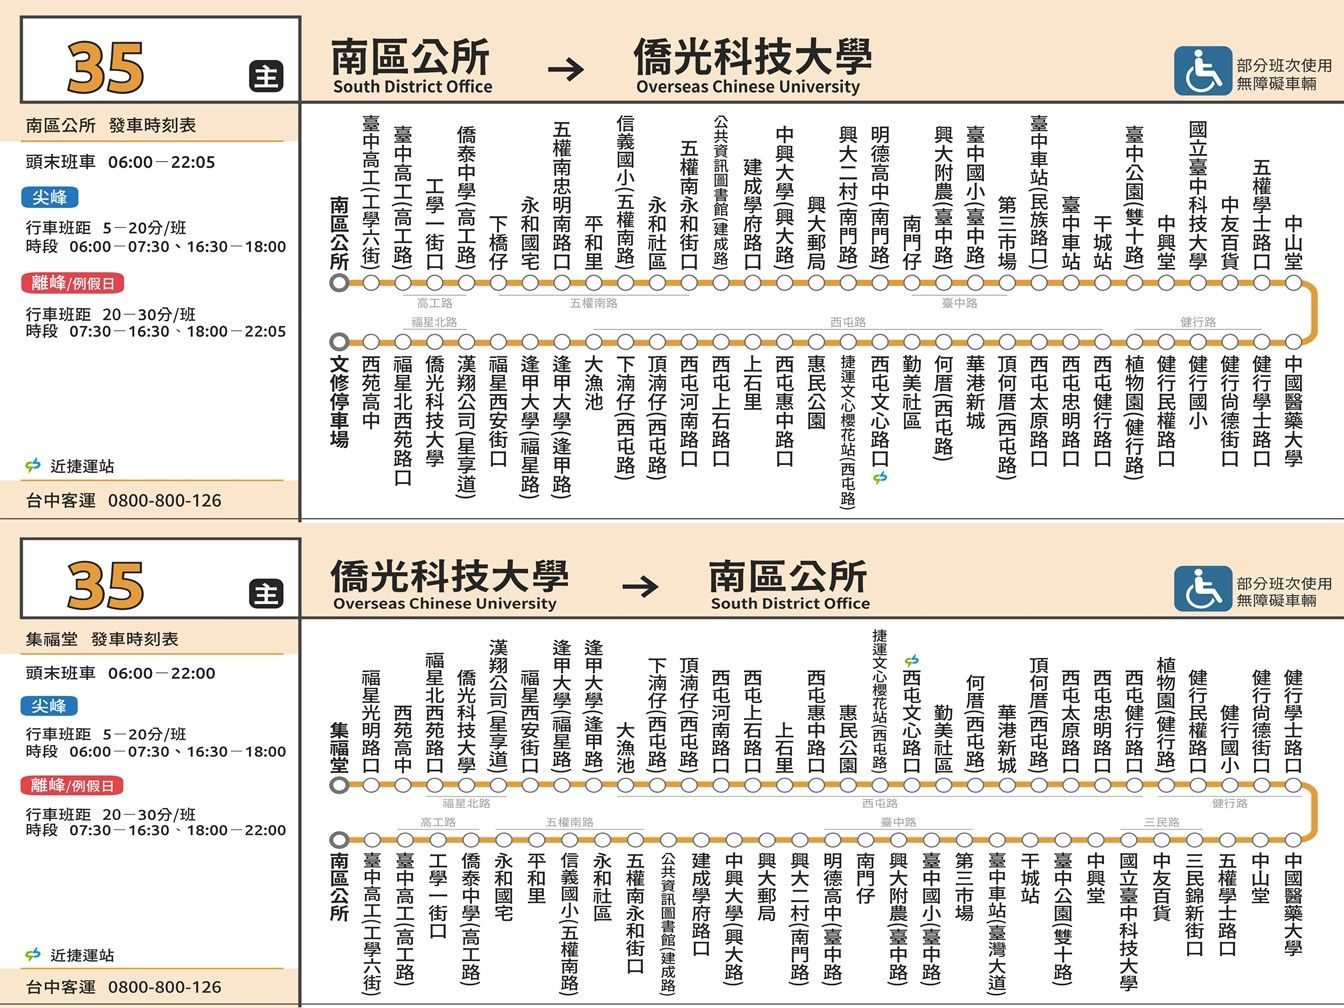 35 主
南區公所 → 僑光科技大學
South District Office Overseas Chinese University
部分班次使用
無障礙車輛
南區公所 發車時刻表
頭末班車 06:00－22:05
尖峰
行車班距 5－20分/班
時段 06:00－07:30、16:30－18:00
離峰/例假日
行車班距 20－30分/班
時段 07:30－16:30、18:00－22:05
近捷運站
台中客運 0800-800-126
南區公所
臺中高工(工學六街)
臺中高工(高工路)
工學一街口
僑泰中學(高工路)
下橋仔
永和國宅
五權南忠明南路口
平和里
信義國小(五權南路)
永和社區
五權南永和街口
公共資訊圖書館(建成路)
建成學府路口
中興大學(興大路)
興大郵局
興大二村(南門路)
明德高中(南門路)
南門仔
興大附農(臺中路)
臺中國小(臺中路)
第三市場
臺中車站(民族路口)
臺中車站
干城站
臺中公園(雙十路)
中興堂
國立臺中科技大學
中友百貨
五權學士路口
中山堂
高工路
五權南路
臺中路
福星北路
西屯路
健行路
文修停車場
西苑高中
福星北西苑路口
僑光科技大學
漢翔公司(星享道)
福星西安街口
逢甲大學(福星路)
逢甲大學(逢甲路)
大漁池
下湳仔(西屯路)
頂湳仔(西屯路)
西屯河南路口
西屯上石路口
上石里
西屯惠中路口
惠民公園
捷運文心櫻花站(西屯路)
西屯文心路口
勤美社區
何厝(西屯路)
華港新城
頂何厝(西屯路)
西屯太原路口
西屯忠明路口
西屯健行路口
植物園(健行路)
健行民權路口
健行國小
健行尚德街口
健行學士路口
中國醫藥大學
35 主
僑光科技大學 → 南區公所
Overseas Chinese University South District Office
部分班次使用
無障礙車輛
集福堂 發車時刻表
頭末班車 06:00－22:00
尖峰
行車班距 5－20分/班
時段 06:00－07:30、16:30－18:00
離峰/例假日
行車班距 20－30分/班
時段 07:30－16:30、18:00－22:00
近捷運站
台中客運 0800-800-126
集福堂
福星光明路口
西苑高中
福星北西苑路口
僑光科技大學
漢翔公司(星享道)
福星西安街口
逢甲大學(福星路)
逢甲大學(逢甲路)
大漁池
下湳仔(西屯路)
頂湳仔(西屯路)
西屯河南路口
西屯上石路口
上石里
西屯惠中路口
惠民公園
捷運文心櫻花站(西屯路)
西屯文心路口
勤美社區
何厝(西屯路)
華港新城
頂何厝(西屯路)
西屯太原路口
西屯忠明路口
西屯健行路口
植物園(健行路)
健行民權路口
健行國小
健行尚德街口
健行學士路口
福星北路
西屯路
健行路
高工路
五權南路
臺中路
三民路
南區公所
臺中高工(工學六街)
臺中高工(高工路)
工學一街口
僑泰中學(高工路)
永和國宅
平和里
信義國小(五權南路)
永和社區
五權南永和街口
公共資訊圖書館(建成路)
建成學府路口
中興大學(興大路)
興大郵局
興大二村(南門路)
明德高中(臺中路)
南門仔
興大附農(臺中路)
臺中國小(臺中路)
第三市場
臺中車站(臺灣大道)
干城站
臺中公園(雙十路)
中興堂
國立臺中科技大學
中友百貨
三民錦新街口
五權學士路口
中山堂
中國醫藥大學